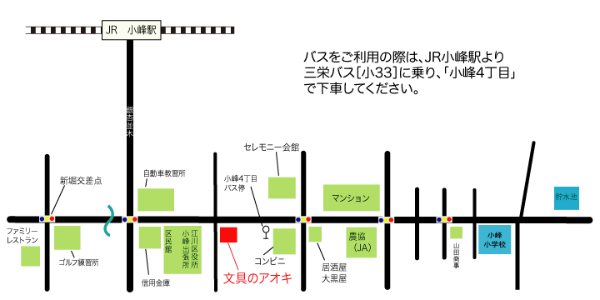 JR 小峰駅
バスをご利用の際は、JR小峰駅より
三栄バス[小33]に乗り、「小峰4丁目」
で下車してください。
セレモニー会館
自動車教習所
小峰4丁目
バス停
新堀交差点
マンション
貯水池
ファミリー
レストラン
ゴルフ練習所
信用金庫
江川区役所
小峰出張所
区民館
文具のアオキ
コンビニ
居酒屋
大黒屋
農協
(JA)
山田商事
小峰
小学校